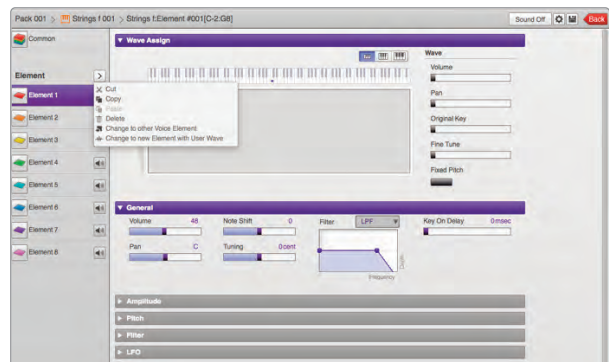 Pack 001 > Strings f 001 > Strings f:Element #001[C-2:G8]
Sound Off
Back
Common
Element
Element 1
Element 2
Element 3
Element 4
Element 5
Element 6
Element 7
Element 8
Cut
Copy
Paste
Delete
Change to other Voice Element
Change to new Element with User Wave
Wave Assign
Wave
Volume
Pan
Original Key
Fine Tune
Fixed Pitch
General
Volume 48
Note Shift 0
Filter LPF
Key On Delay 0msec
Pan C
Tuning 0cent
Depth
Frequency
Amplitude
Pitch
Filter
LFO